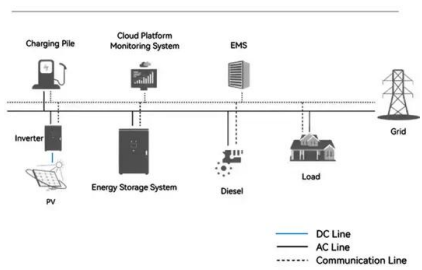 Charging Pile
Cloud Platform
Monitoring System
EMS
Grid
Inverter
PV
Energy Storage System
Diesel
Load
DC Line
AC Line
Communication Line